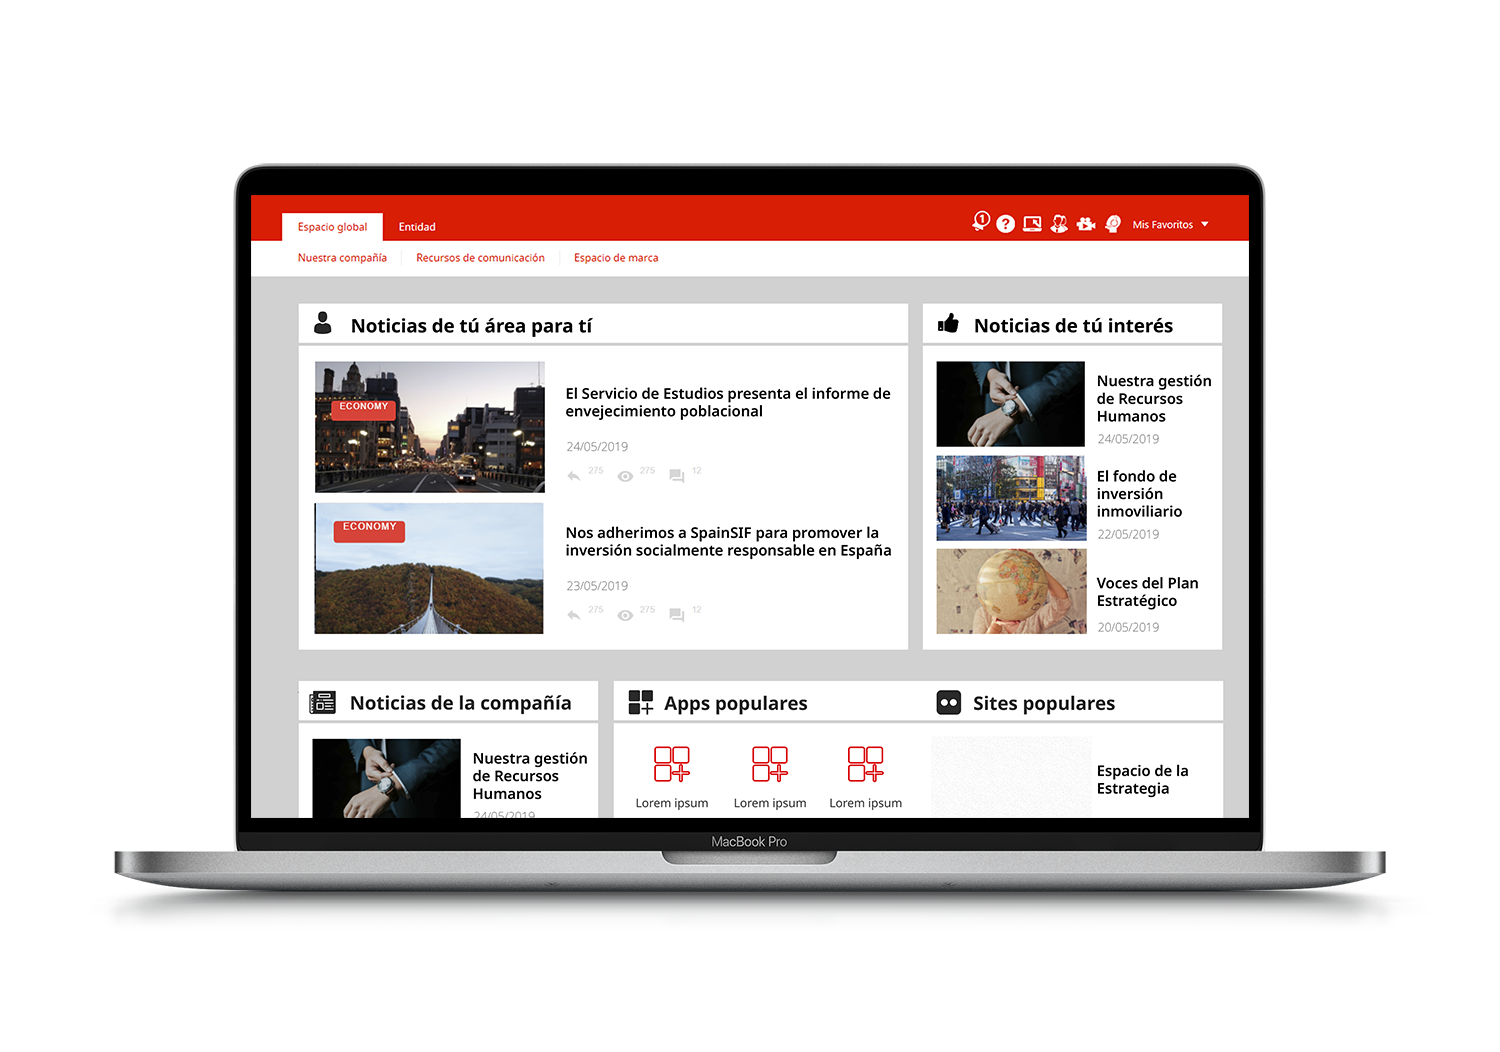 Espacio global
Entidad
1
?
Mis Favoritos
Nuestra compañía
Recursos de comunicación
Espacio de marca
Noticias de tú área para tí
ECONOMY
El Servicio de Estudios presenta el informe de
envejecimiento poblacional
24/05/2019
275
275
12
ECONOMY
Nos adherimos a SpainSIF para promover la
inversión socialmente responsable en España
23/05/2019
275
275
12
Noticias de tú interés
Nuestra gestión
de Recursos
Humanos
24/05/2019
El fondo de
inversión
inmoviliario
22/05/2019
Voces del Plan
Estratégico
20/05/2019
Noticias de la compañía
Nuestra gestión
de Recursos
Humanos
24/05/2019
Apps populares
Lorem ipsum
Lorem ipsum
Lorem ipsum
Sites populares
Espacio de la
Estrategia
MacBook Pro